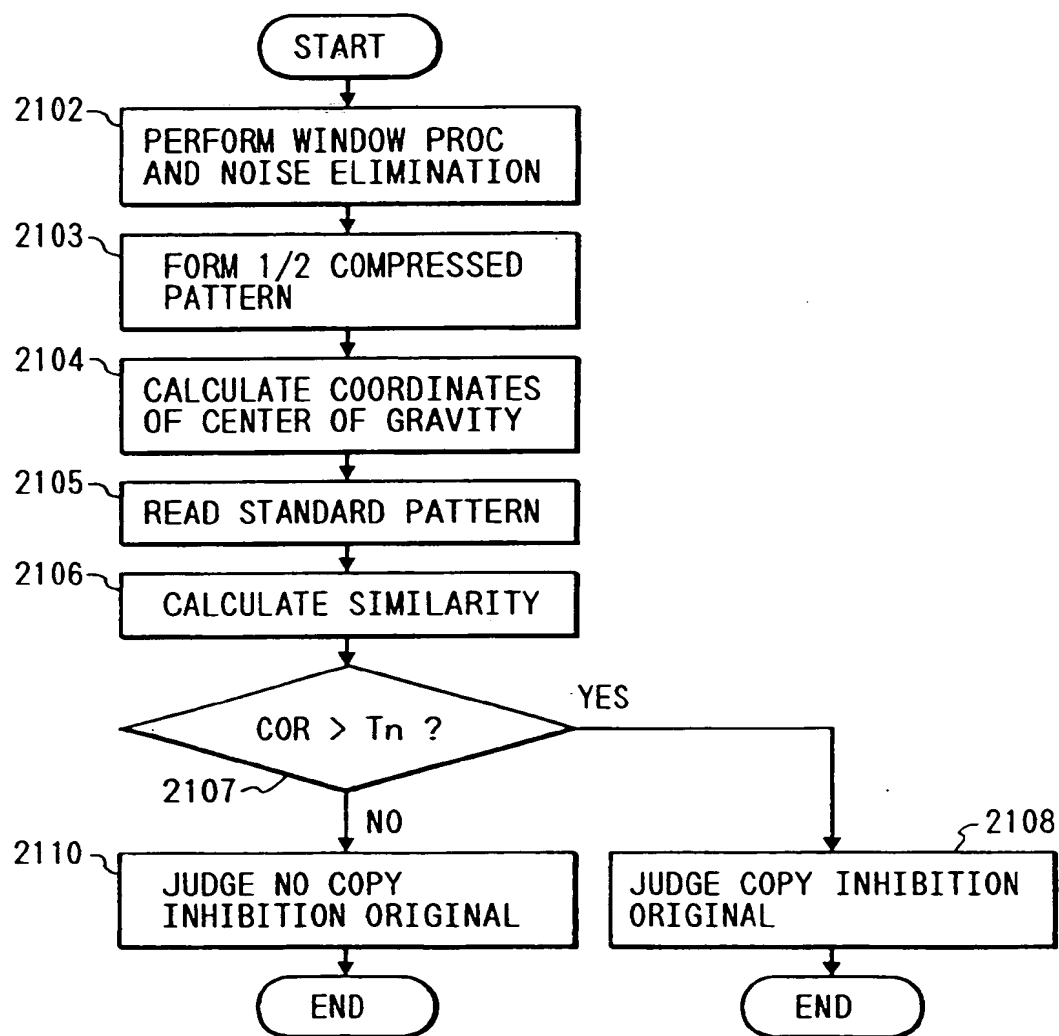 START
2102
PERFORM WINDOW PROC
AND NOISE ELIMINATION
2103
FORM 1/2 COMPRESSED
PATTERN
2104
CALCULATE COORDINATES
OF CENTER OF GRAVITY
2105
READ STANDARD PATTERN
2106
CALCULATE SIMILARITY
COR > Tn ?
YES
2107
NO
2110
JUDGE NO COPY
INHIBITION ORIGINAL
2108
JUDGE COPY INHIBITION
ORIGINAL
END
END